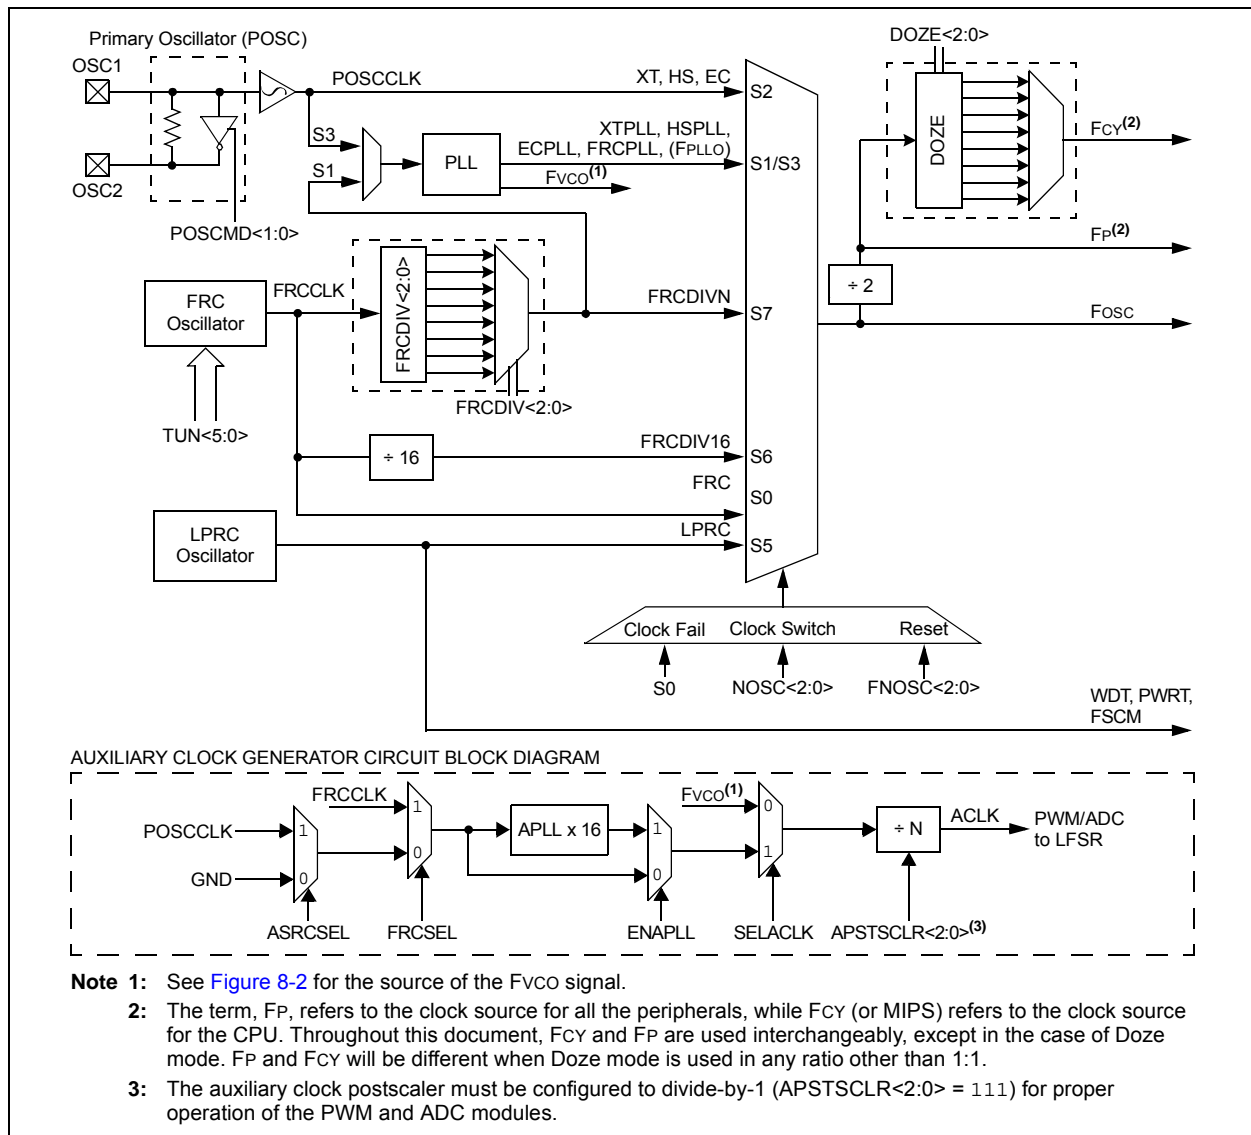 Primary Oscillator (POSC)
DOZE<2:0>
OSC1
POSCCLK
XT, HS, EC
S2
DOZE
FCY(2)
S3
XTPLL, HSPLL,
ECPLL, FRCPLL, (FPLLO)
PLL
S1/S3
S1
FVCO(1)
OSC2
POSCMD<1:0>
FP(2)
FRCCLK
FRCDIV<2:0>
÷ 2
FRC
Oscillator
FRCDIVN
S7
FOSC
FRCDIV<2:0>
TUN<5:0>
FRCDIV16
÷ 16
S6
FRC
S0
LPRC
Oscillator
LPRC
S5
Clock Fail
Clock Switch
Reset
S0
NOSC<2:0>
FNOSC<2:0>
WDT, PWRT,
FSCM
AUXILIARY CLOCK GENERATOR CIRCUIT BLOCK DIAGRAM
FRCCLK
1
FVCO(1)
0
POSCCLK
1
APLL x 16
1
÷ N
ACLK
PWM/ADC
to LFSR
0
1
GND
0
0
ASRCSEL
FRCSEL
ENAPLL
SELACLK
APSTSCLR<2:0>(3)
Note 1: See Figure 8-2 for the source of the FVCO signal.
2: The term, FP, refers to the clock source for all the peripherals, while FCY (or MIPS) refers to the clock source
for the CPU. Throughout this document, FCY and FP are used interchangeably, except in the case of Doze
mode. FP and FCY will be different when Doze mode is used in any ratio other than 1:1.
3: The auxiliary clock postscaler must be configured to divide-by-1 (APSTSCLR<2:0> = 111) for proper
operation of the PWM and ADC modules.